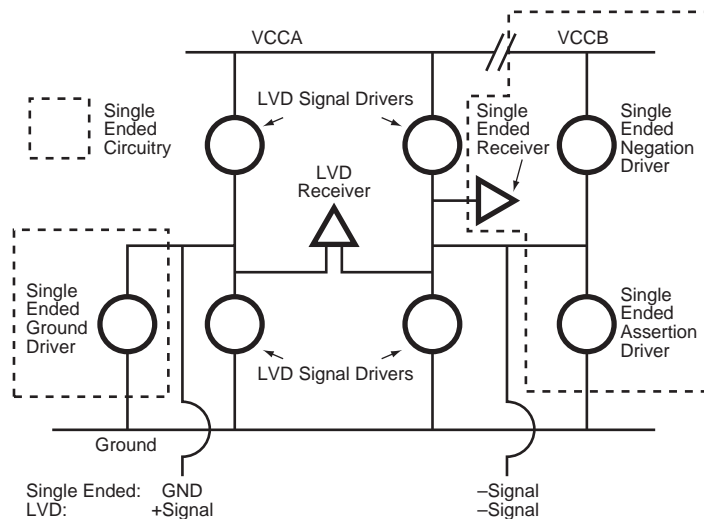 VCCA
VCCB
Single
Ended
Circuitry
LVD Signal Drivers
Single
Ended
Receiver
Single
Ended
Negation
Driver
LVD
Receiver
Single
Ended
Ground
Driver
Single
Ended
Assertion
Driver
LVD Signal Drivers
Ground
Single Ended: GND –Signal
LVD: +Signal –Signal